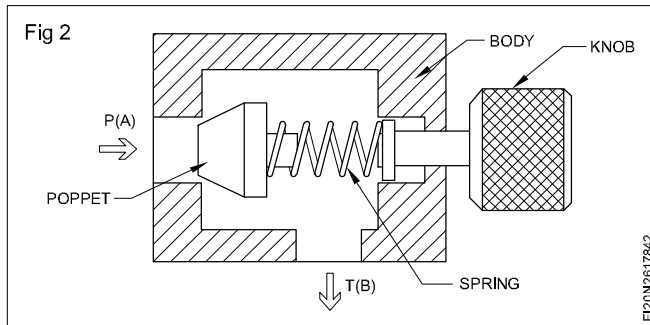 Fig 2
BODY
KNOB
P(A)
POPPET
SPRING
T(B)
FI20N2617842